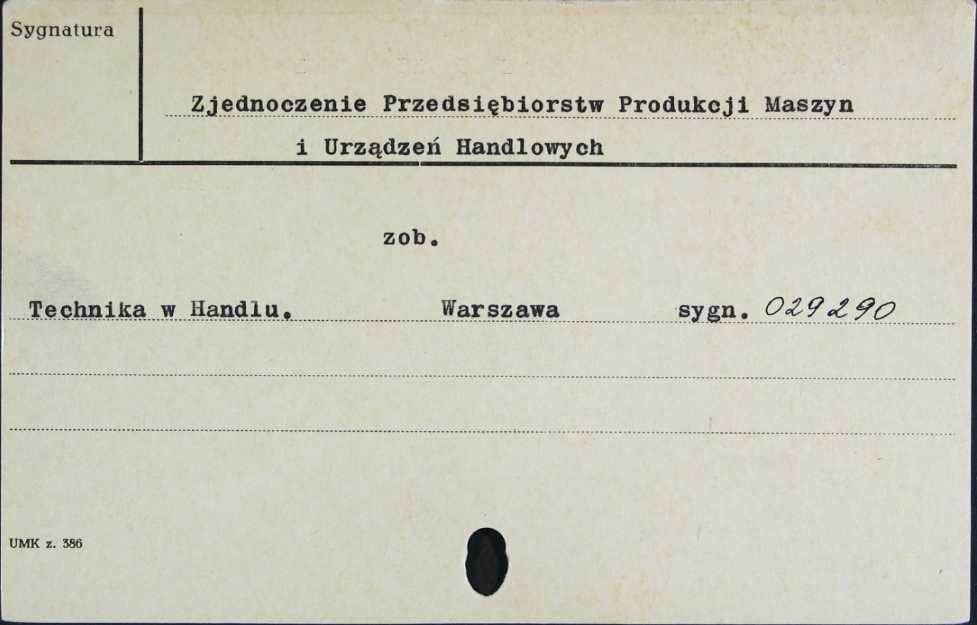 Sygnatura
Zjednoczenie Przedsiębiorstw Produkcji Maszyn
i Urządzeń Handlowych
zob.
Technika w Handlu. Warszawa sygn. 029290
UMK z. 386